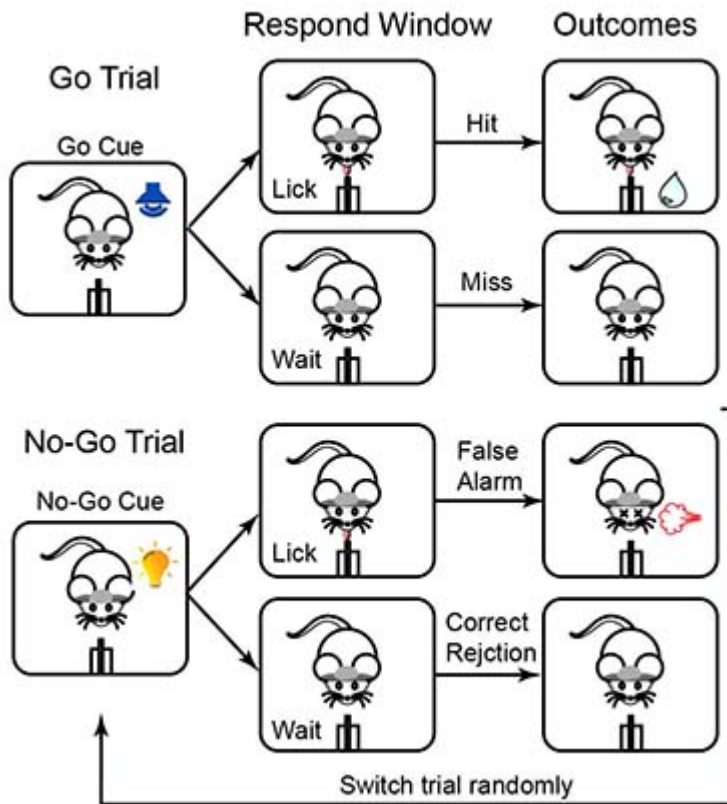 Respond Window
Outcomes
Go Trial
Go Cue
Lick
Hit
Wait
Miss
No-Go Trial
No-Go Cue
Lick
False
Alarm
Wait
Correct
Rejction
Switch trial randomly